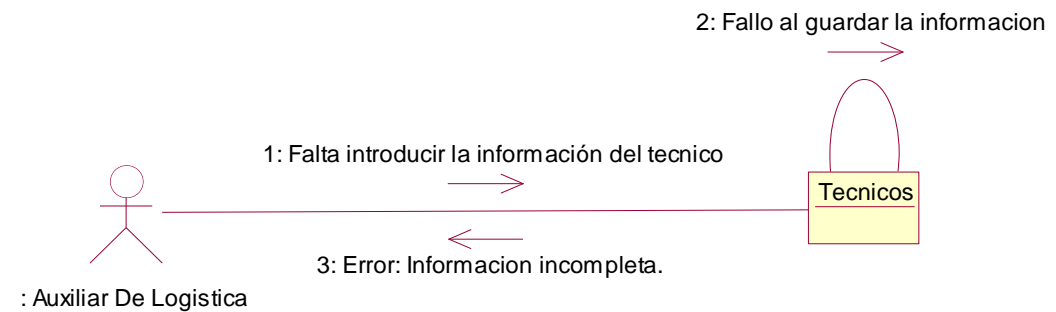 2: Fallo al guardar la informacion
1: Falta introducir la información del tecnico
Tecnicos
3: Error: Informacion incompleta.
: Auxiliar De Logistica